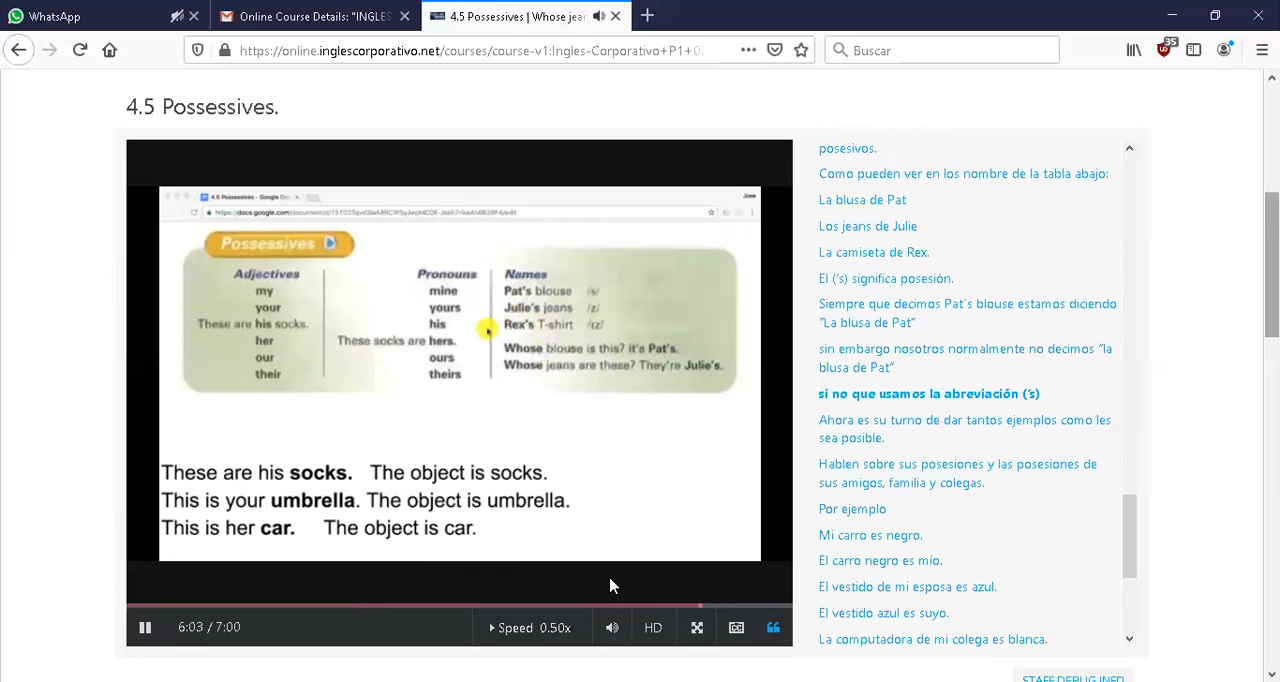 WhatsApp
Online Course Details: "INGLES
4.5 Possessives | Whose jean
https://online.inglescorporativo.net/courses/course-v1:Ingles-Corporativo+P1+0
Buscar
35
4.5 Possessives.
4.5 Possessives - Google Doc
Jose
Possessives
Adjectives
my
your
These are his socks.
her
our
their
Pronouns
mine
yours
his
These socks are hers.
ours
theirs
Names
Pat's blouse /s/
Julie's jeans /z/
Rex's T-shirt /ɪz/
Whose blouse is this? It's Pat's.
Whose jeans are these? They're Julie's.
These are his socks. The object is socks.
This is your umbrella. The object is umbrella.
This is her car. The object is car.
6:03 / 7:00
Speed 0.50x
HD
CC
posesivos.
Como pueden ver en los nombre de la tabla abajo:
La blusa de Pat
Los jeans de Julie
La camiseta de Rex.
El (´s) significa posesión.
Siempre que decimos Pat´s blouse estamos diciendo
"La blusa de Pat"
sin embargo nosotros normalmente no decimos "la
blusa de Pat"
si no que usamos la abreviación (´s)
Ahora es su turno de dar tantos ejemplos como les
sea posible.
Hablen sobre sus posesiones y las posesiones de
sus amigos, familia y colegas.
Por ejemplo
Mi carro es negro.
El carro negro es mío.
El vestido de mi esposa es azul.
El vestido azul es suyo.
La computadora de mi colega es blanca.
STAFF DEBUG INFO